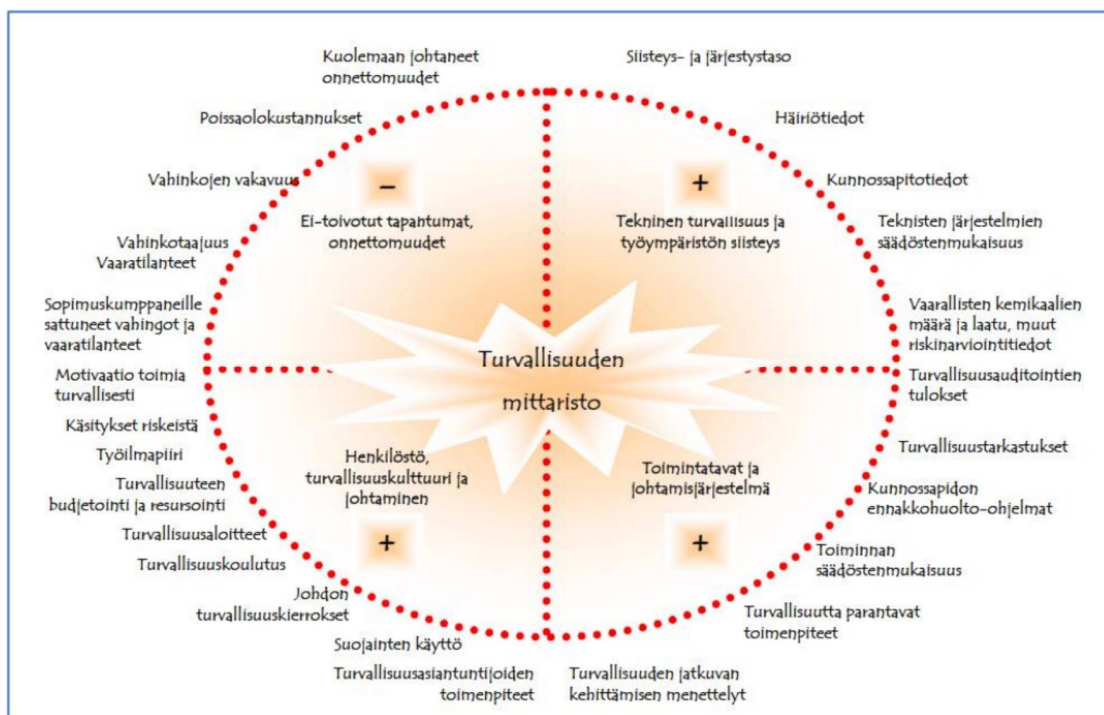 Kuolemaan johtaneet
onnettomuudet
Poissaolokustannukset
Vahinkojen vakavuus
Vahinkotaajuus
Vaaratilanteet
Sopimuskumppaneille
sattuneet vahingot ja
vaaratilanteet
–
Ei-toivotut tapahtumat,
onnettomuudet
Siisteys- ja järjestystaso
Häiriötiedot
Kunnossapitotiedot
Teknisten järjestelmien
säädöstenmukaisuus
Vaarallisten kemikaalien
määrä ja laatu, muut
riskinarviointitiedot
+
Tekninen turvallisuus ja
työympäristön siisteys
Turvallisuuden
mittaristo
Motivaatio toimia
turvallisesti
Käsitykset riskeistä
Työilmapiiri
Turvallisuuteen
budjetointi ja resursointi
Turvallisuusaloitteet
Turvallisuuskoulutus
Johdon
turvallisuuskierrokset
Suojainten käyttö
Turvallisuusasiantuntijoiden
toimenpiteet
Henkilöstö,
turvallisuuskulttuuri ja
johtaminen
+
Turvallisuusauditointien
tulokset
Turvallisuustarkastukset
Kunnossapidon
ennakkohuolto-ohjelmat
Toiminnan
säädöstenmukaisuus
Turvallisuutta parantavat
toimenpiteet
Turvallisuuden jatkuvan
kehittämisen menettelyt
Toimintatavat ja
johtamisjärjestelmä
+